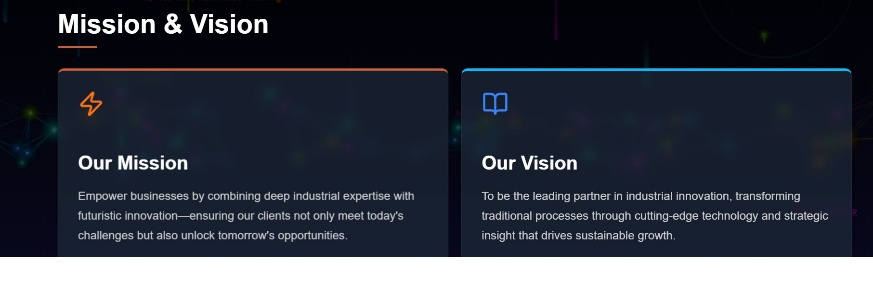 Mission & Vision
Our Mission
Empower businesses by combining deep industrial expertise with
futuristic innovation—ensuring our clients not only meet today's
challenges but also unlock tomorrow's opportunities.
Our Vision
To be the leading partner in industrial innovation, transforming
traditional processes through cutting-edge technology and strategic
insight that drives sustainable growth.